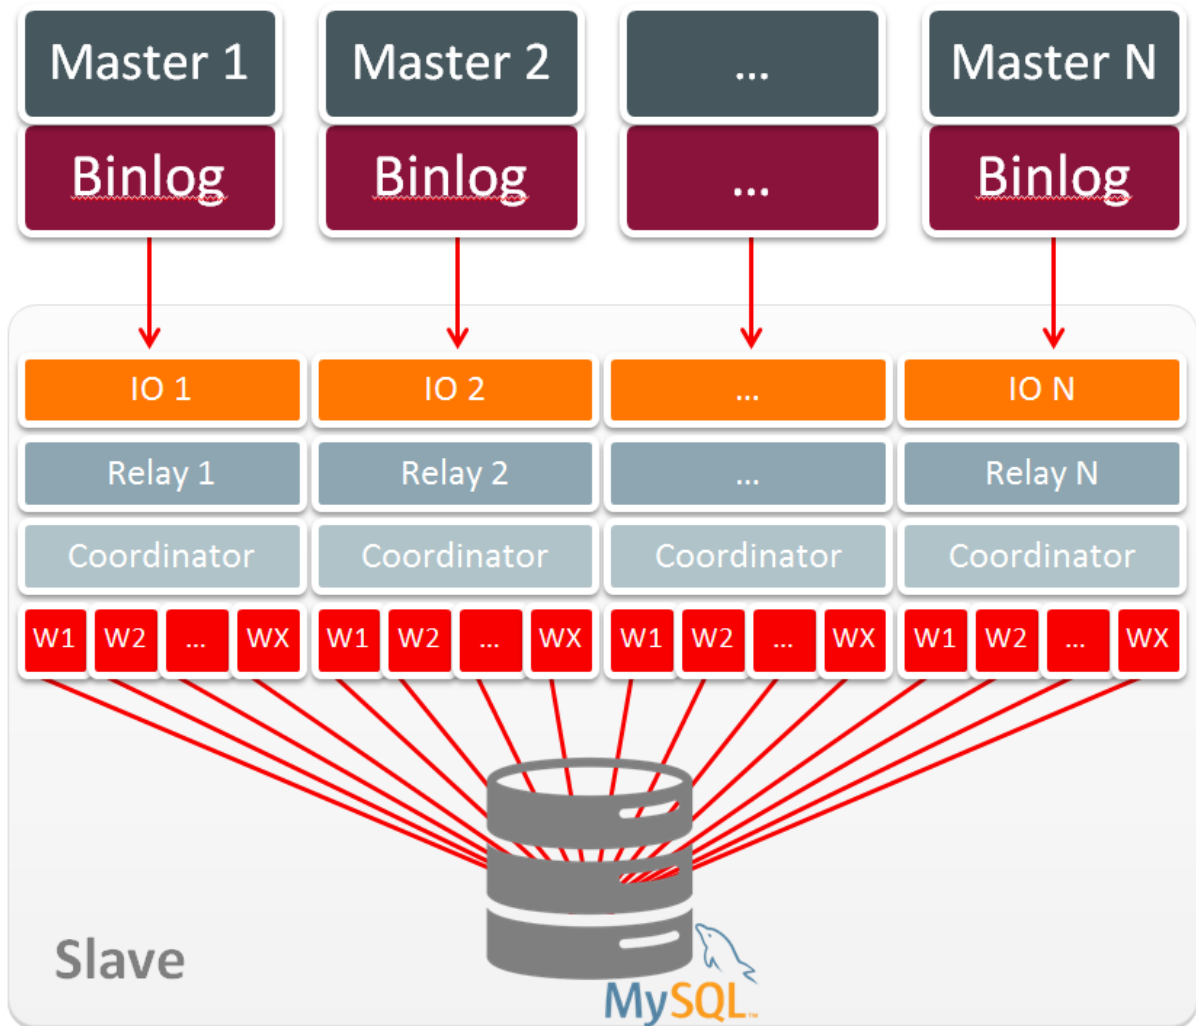 Master 1 Master 2 ... Master N
Binlog Binlog ... Binlog
IO 1 IO 2 ... IO N
Relay 1 Relay 2 ... Relay N
Coordinator Coordinator Coordinator Coordinator
W1 W2 ... WX W1 W2 ... WX W1 W2 ... WX W1 W2 ... WX
Slave
MySQL™